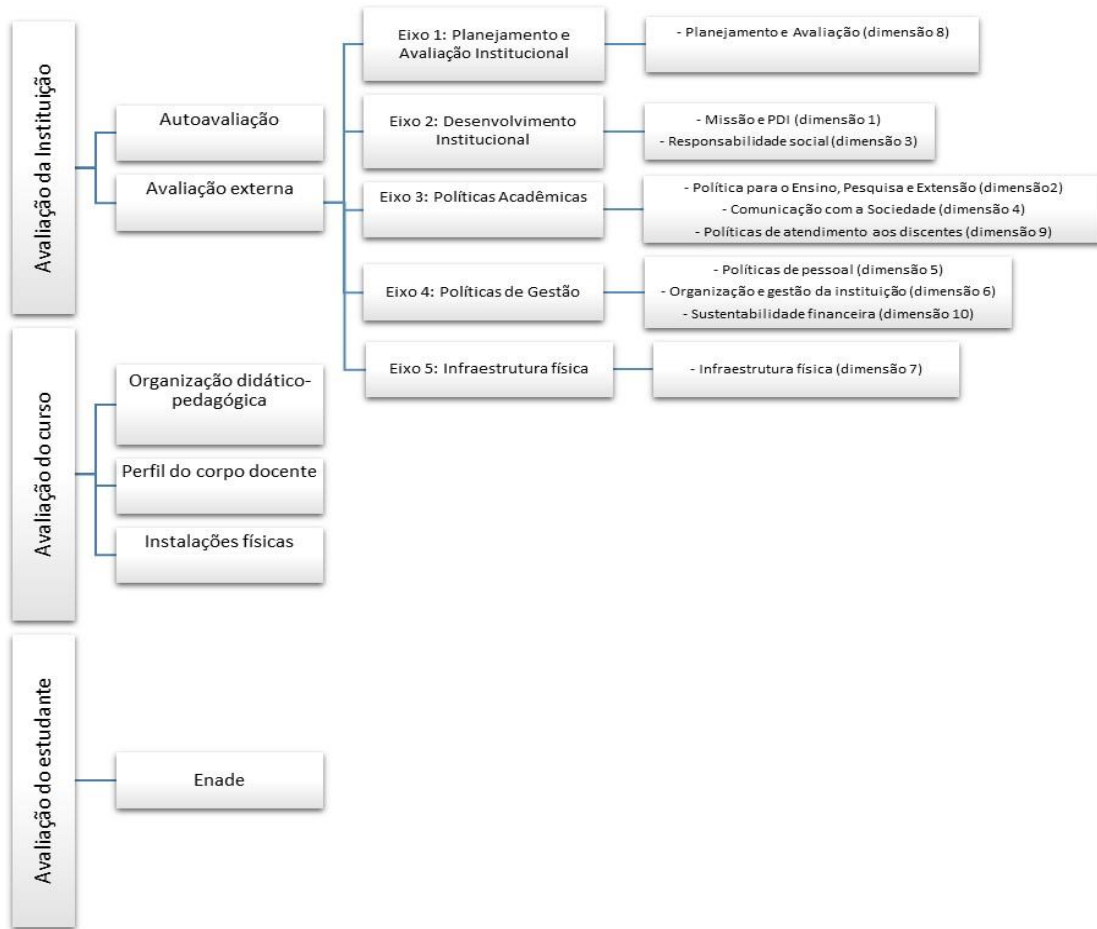 Avaliação da Instituição
Autoavaliação
Avaliação externa
Eixo 1: Planejamento e
Avaliação Institucional
- Planejamento e Avaliação (dimensão 8)
Eixo 2: Desenvolvimento
Institucional
- Missão e PDI (dimensão 1)
- Responsabilidade social (dimensão 3)
Eixo 3: Políticas Acadêmicas
- Política para o Ensino, Pesquisa e Extensão (dimensão2)
- Comunicação com a Sociedade (dimensão 4)
- Políticas de atendimento aos discentes (dimensão 9)
Eixo 4: Políticas de Gestão
- Políticas de pessoal (dimensão 5)
- Organização e gestão da instituição (dimensão 6)
- Sustentabilidade financeira (dimensão 10)
Eixo 5: Infraestrutura física
- Infraestrutura física (dimensão 7)
Avaliação do curso
Organização didático-
pedagógica
Perfil do corpo docente
Instalações físicas
Avaliação do estudante
Enade